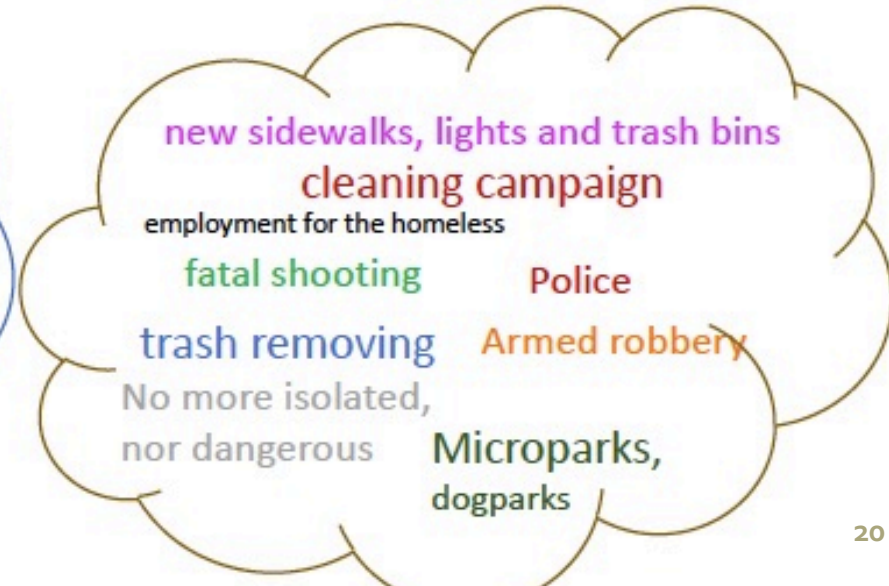 new sidewalks, lights and trash bins
cleaning campaign
employment for the homeless
fatal shooting
Police
trash removing
Armed robbery
No more isolated,
nor dangerous
Microparks,
dogparks
20